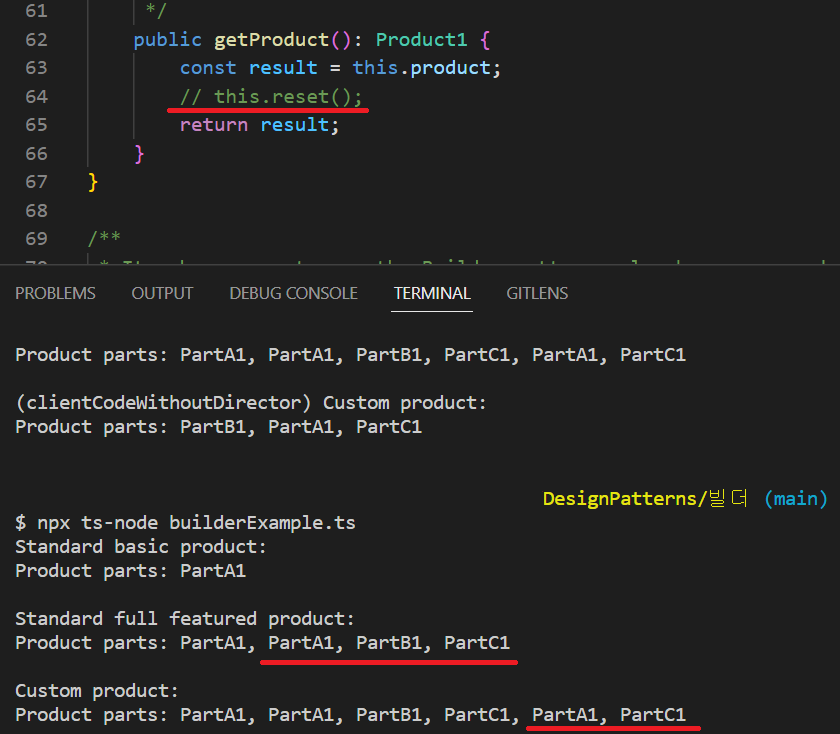 61 */
62 public getProduct(): Product1 {
63 const result = this.product;
64 // this.reset();
65 return result;
66 }
67 }
68
69 /**
PROBLEMS OUTPUT DEBUG CONSOLE TERMINAL GITLENS
Product parts: PartA1, PartA1, PartB1, PartC1, PartA1, PartC1
(clientCodeWithoutDirector) Custom product:
Product parts: PartB1, PartA1, PartC1
DesignPatterns/빌더 (main)
$ npx ts-node builderExample.ts
Standard basic product:
Product parts: PartA1
Standard full featured product:
Product parts: PartA1, PartA1, PartB1, PartC1
Custom product:
Product parts: PartA1, PartA1, PartB1, PartC1, PartA1, PartC1